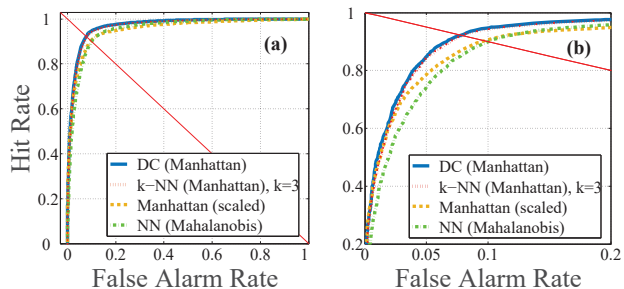 Hit Rate
1
0.8
0.6
0.4
0.2
0
0
0.2
0.4
0.6
0.8
1
(a)
DC (Manhattan)
k−NN (Manhattan), k=3
Manhattan (scaled)
NN (Mahalanobis)
False Alarm Rate
1
0.8
0.6
0.4
0.2
0
0.05
0.1
0.2
(b)
DC (Manhattan)
k−NN (Manhattan), k=3
Manhattan (scaled)
NN (Mahalanobis)
False Alarm Rate